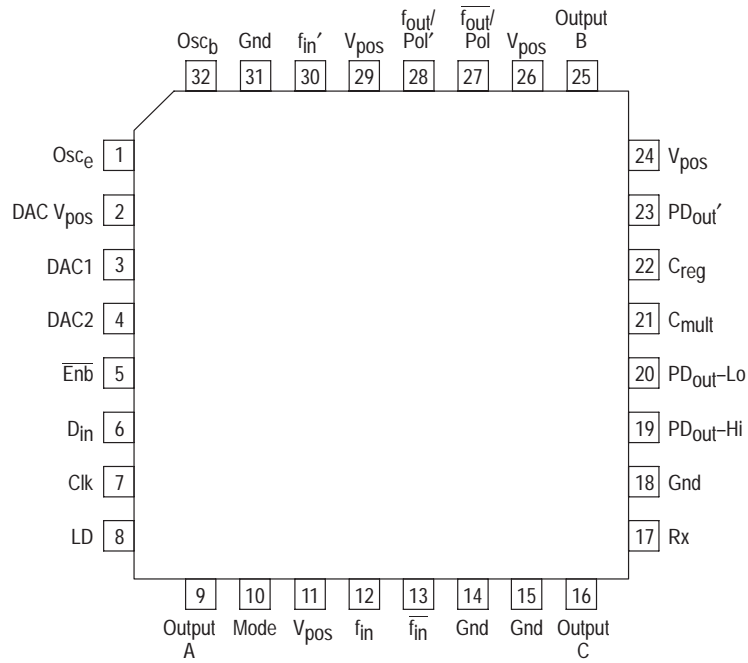 Osc_b Gnd f_in′ V_pos f_out/ Pol′ f̅_o̅u̅t̅/ Pol V_pos Output B
32 31 30 29 28 27 26 25
Osc_e 1
24 V_pos
DAC V_pos 2
23 PD_out′
DAC1 3
22 C_reg
DAC2 4
21 C_mult
E̅n̅b̅ 5
20 PD_out–Lo
D_in 6
19 PD_out–Hi
Clk 7
18 Gnd
LD 8
17 Rx
9 10 11 12 13 14 15 16
Output A Mode V_pos f_in f̅_i̅n̅ Gnd Gnd Output C